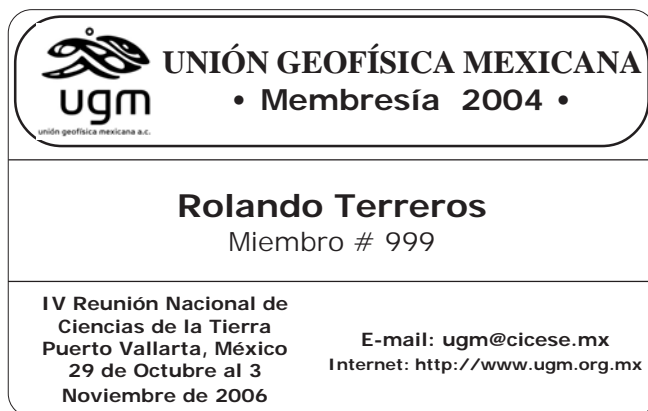 ugm
unión geofísica mexicana a.c.
UNIÓN GEOFÍSICA MEXICANA
• Membresía 2004 •
Rolando Terreros
Miembro # 999
IV Reunión Nacional de
Ciencias de la Tierra
Puerto Vallarta, México
29 de Octubre al 3
Noviembre de 2006
E-mail: ugm@cicese.mx
Internet: http://www.ugm.org.mx